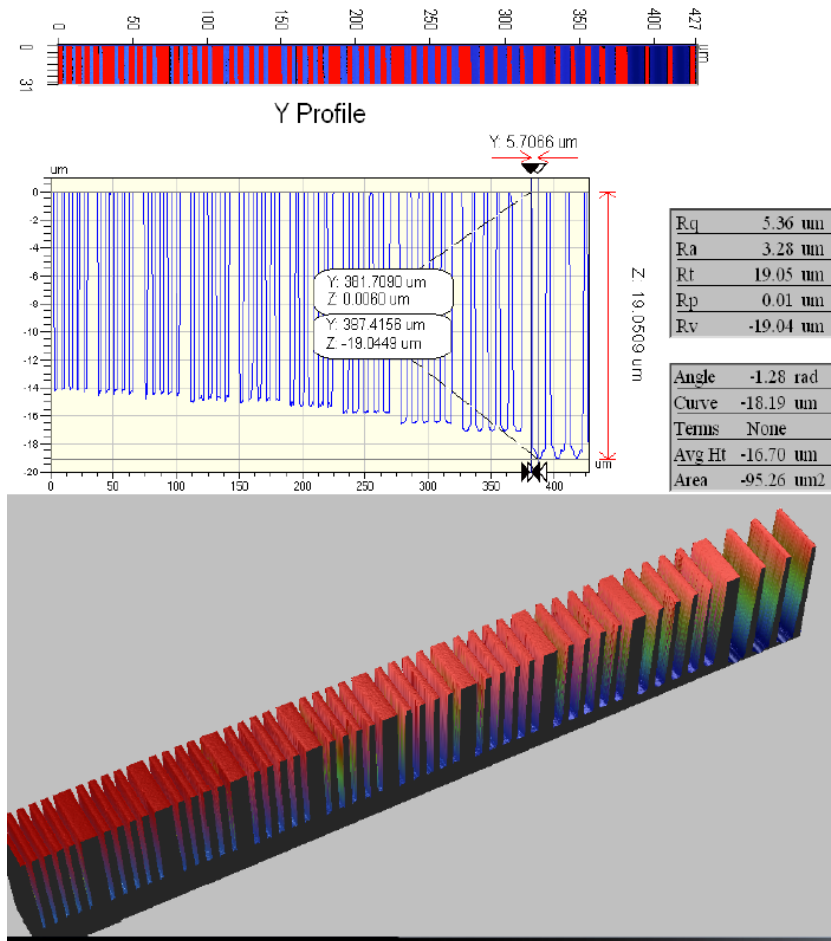 0 50 100 150 200 250 300 350 400 427
um
0
31
Y Profile
Y: 5.7066 um
um
0
-2
-4
-6
-8
-10
-12
-14
-16
-18
-20
0 50 100 150 200 250 300 350 400
um
Y: 381.7090 um
Z: 0.0060 um
Y: 387.4156 um
Z: -19.0449 um
Z: 19.0509 um
Rq 5.36 um
Ra 3.28 um
Rt 19.05 um
Rp 0.01 um
Rv -19.04 um
Angle -1.28 rad
Curve -18.19 um
Terms None
Avg Ht -16.70 um
Area -95.26 um2